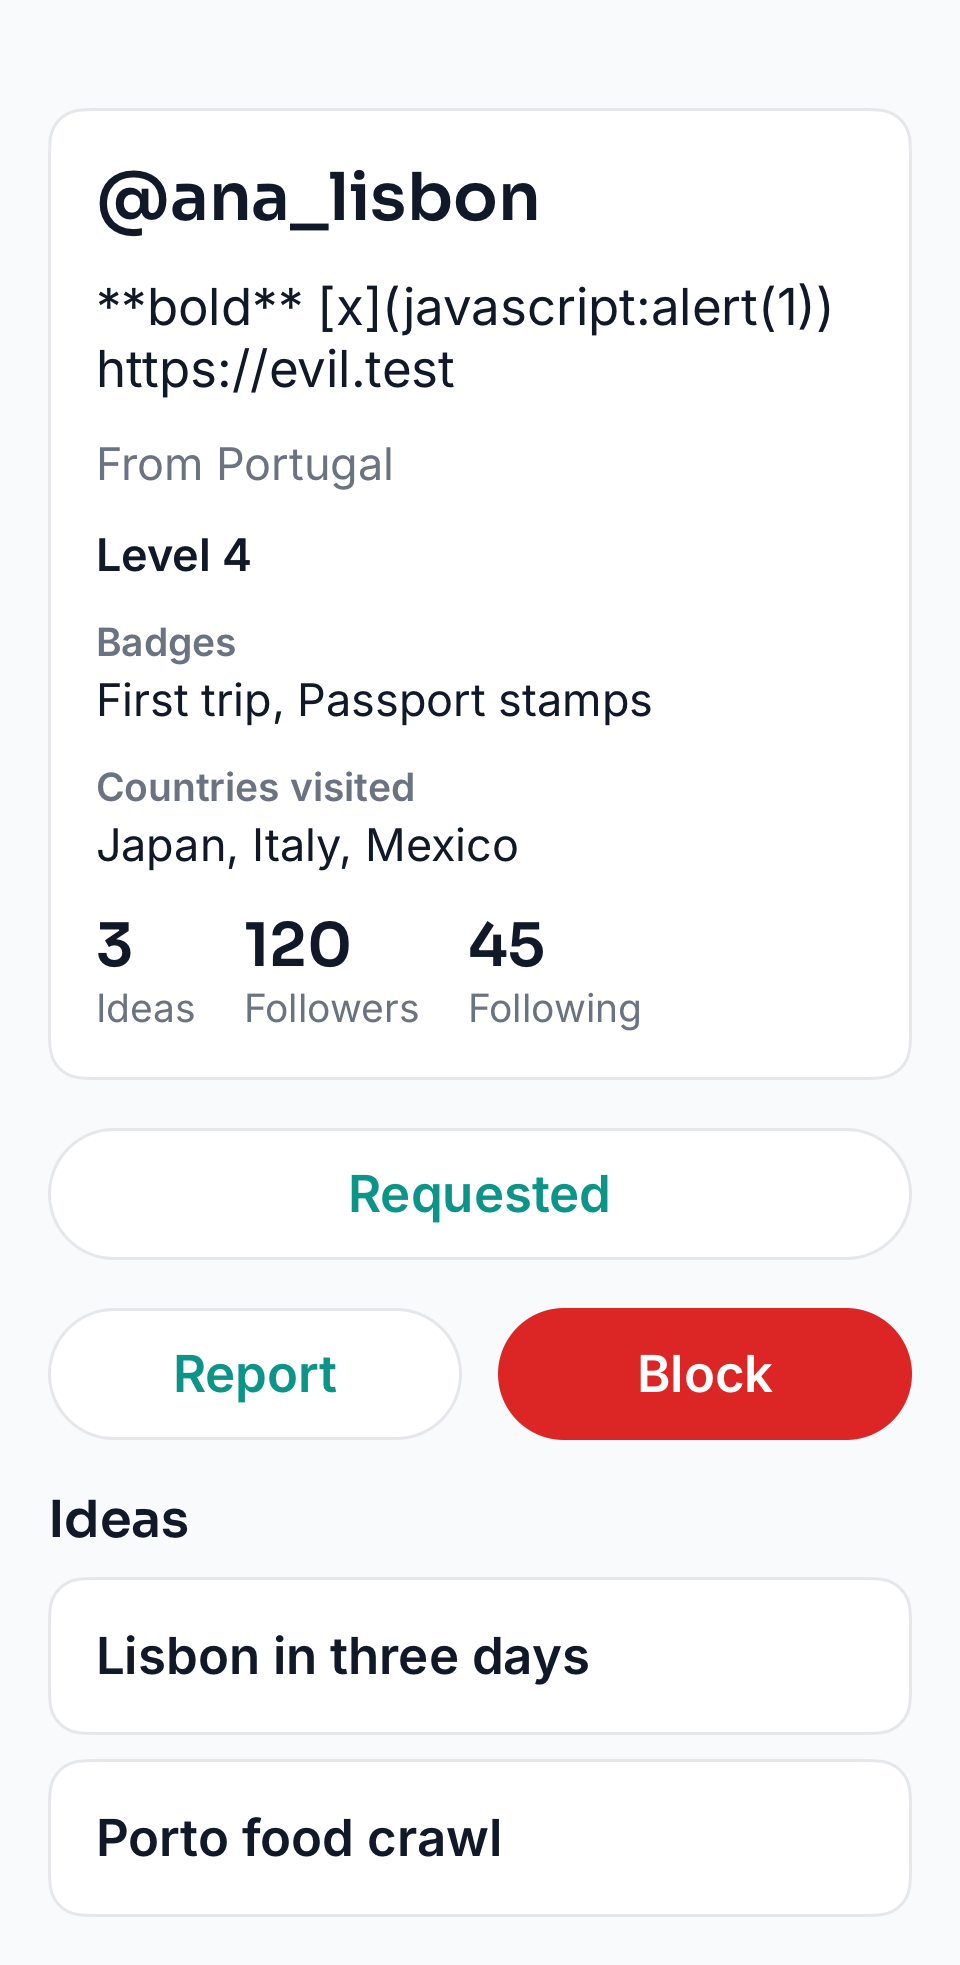 @ana_lisbon
**bold** [x](javascript:alert(1))
https://evil.test
From Portugal
Level 4
Badges
First trip, Passport stamps
Countries visited
Japan, Italy, Mexico
3 120 45
Ideas Followers Following
Requested
Report Block
Ideas
Lisbon in three days
Porto food crawl